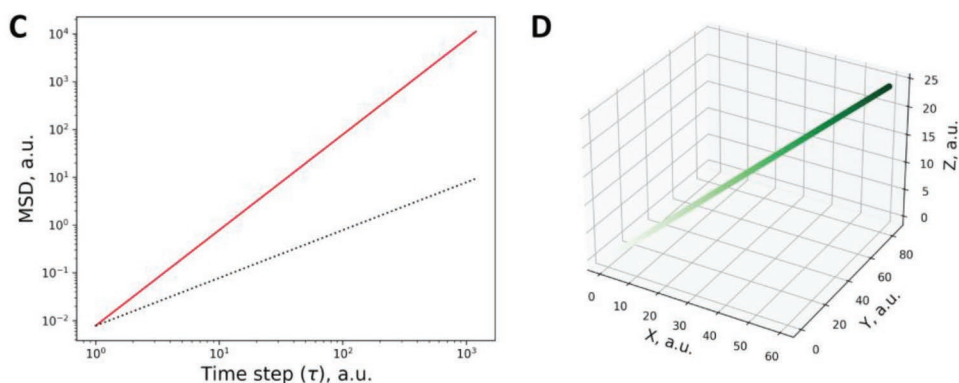 C
10⁴
10³
10²
10¹
10⁰
10⁻¹
10⁻²
MSD, a.u.
10⁰ 10¹ 10² 10³
Time step (τ), a.u.
D
25
20
15
10
5
0
Z, a.u.
0 10 20 30 40 50 60
X, a.u.
0 20 40 60 80
Y, a.u.